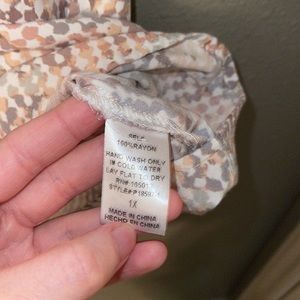 SELF
100%RAYON
HAND WASH ONLY
IN COLD WATER
LAY FLAT TO DRY
1X
MADE IN CHINA
HECHO EN CHINA